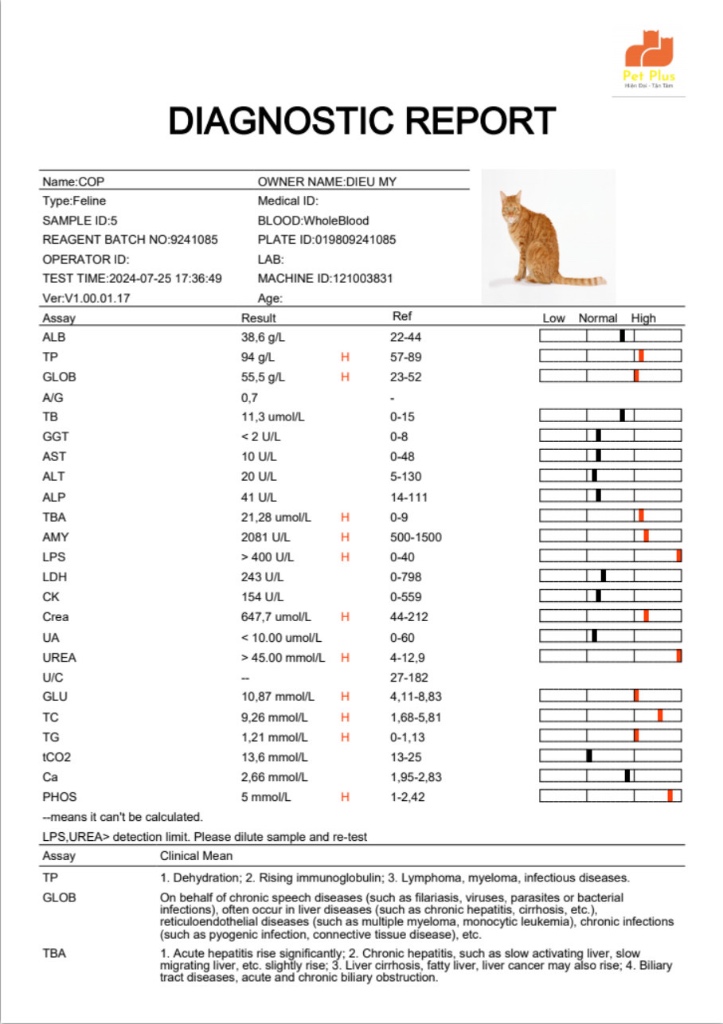 Pet Plus
Hiện Đại - Tận Tâm
DIAGNOSTIC REPORT
Name:COP OWNER NAME:DIEU MY
Type:Feline Medical ID:
SAMPLE ID:5 BLOOD:WholeBlood
REAGENT BATCH NO:9241085 PLATE ID:019809241085
OPERATOR ID: LAB:
TEST TIME:2024-07-25 17:36:49 MACHINE ID:121003831
Ver:V1.00.01.17 Age:
Assay Result Ref Low Normal High
ALB 38,6 g/L 22-44
TP 94 g/L H 57-89
GLOB 55,5 g/L H 23-52
A/G 0,7 -
TB 11,3 umol/L 0-15
GGT < 2 U/L 0-8
AST 10 U/L 0-48
ALT 20 U/L 5-130
ALP 41 U/L 14-111
TBA 21,28 umol/L H 0-9
AMY 2081 U/L H 500-1500
LPS > 400 U/L H 0-40
LDH 243 U/L 0-798
CK 154 U/L 0-559
Crea 647,7 umol/L H 44-212
UA < 10.00 umol/L 0-60
UREA > 45.00 mmol/L H 4-12,9
U/C -- 27-182
GLU 10,87 mmol/L H 4,11-8,83
TC 9,26 mmol/L H 1,68-5,81
TG 1,21 mmol/L H 0-1,13
tCO2 13,6 mmol/L 13-25
Ca 2,66 mmol/L 1,95-2,83
PHOS 5 mmol/L H 1-2,42
--means it can't be calculated.
LPS,UREA> detection limit. Please dilute sample and re-test
Assay Clinical Mean
TP 1. Dehydration; 2. Rising immunoglobulin; 3. Lymphoma, myeloma, infectious diseases.
GLOB On behalf of chronic speech diseases (such as filariasis, viruses, parasites or bacterial
infections), often occur in liver diseases (such as chronic hepatitis, cirrhosis, etc.),
reticuloendothelial diseases (such as multiple myeloma, monocytic leukemia), chronic infections
(such as pyogenic infection, connective tissue disease), etc.
TBA 1. Acute hepatitis rise significantly; 2. Chronic hepatitis, such as slow activating liver, slow
migrating liver, etc. slightly rise; 3. Liver cirrhosis, fatty liver, liver cancer may also rise; 4. Biliary
tract diseases, acute and chronic biliary obstruction.